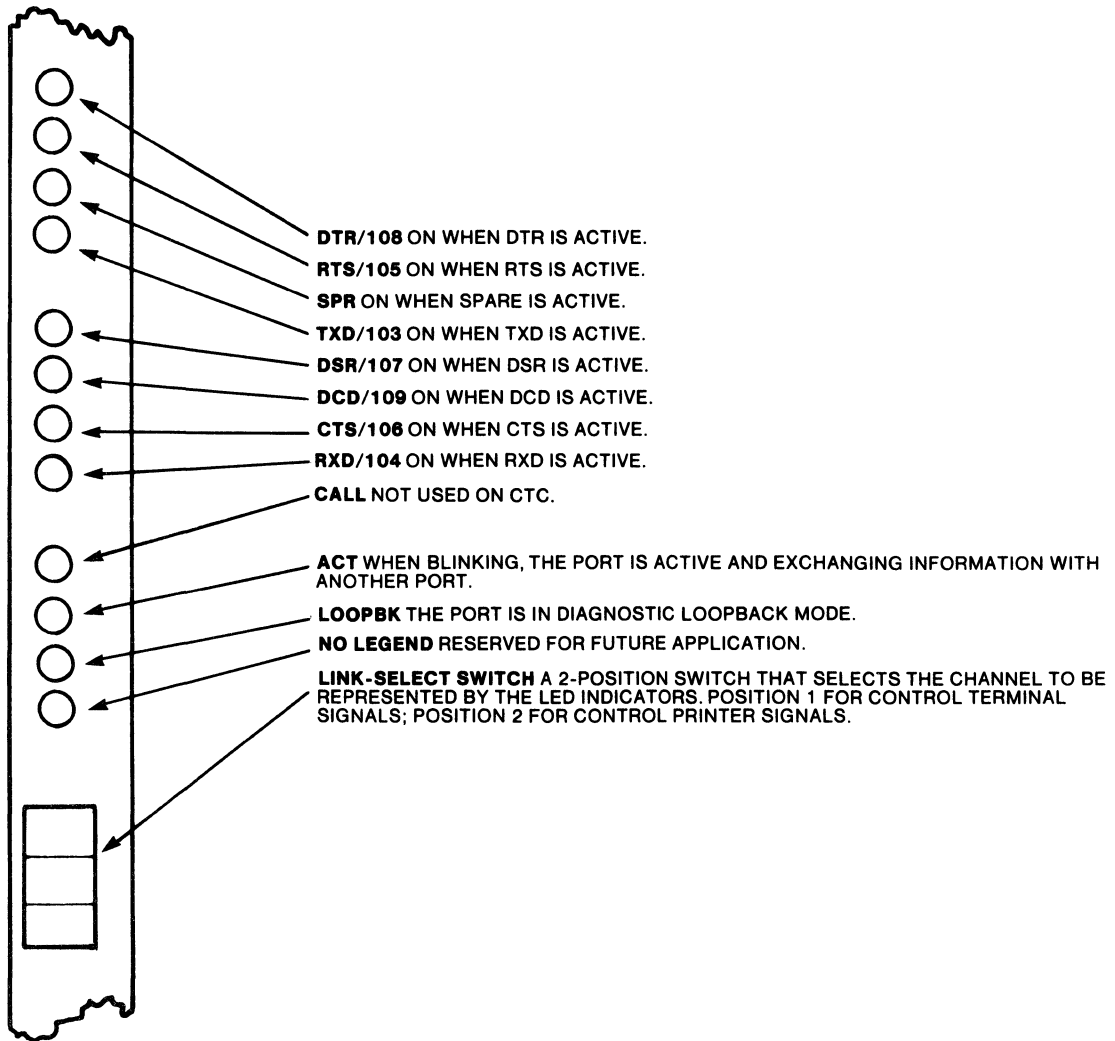 DTR/108 ON WHEN DTR IS ACTIVE.
RTS/105 ON WHEN RTS IS ACTIVE.
SPR ON WHEN SPARE IS ACTIVE.
TXD/103 ON WHEN TXD IS ACTIVE.
DSR/107 ON WHEN DSR IS ACTIVE.
DCD/109 ON WHEN DCD IS ACTIVE.
CTS/106 ON WHEN CTS IS ACTIVE.
RXD/104 ON WHEN RXD IS ACTIVE.
CALL NOT USED ON CTC.
ACT WHEN BLINKING, THE PORT IS ACTIVE AND EXCHANGING INFORMATION WITH
ANOTHER PORT.
LOOPBK THE PORT IS IN DIAGNOSTIC LOOPBACK MODE.
NO LEGEND RESERVED FOR FUTURE APPLICATION.
LINK-SELECT SWITCH A 2-POSITION SWITCH THAT SELECTS THE CHANNEL TO BE
REPRESENTED BY THE LED INDICATORS. POSITION 1 FOR CONTROL TERMINAL
SIGNALS; POSITION 2 FOR CONTROL PRINTER SIGNALS.